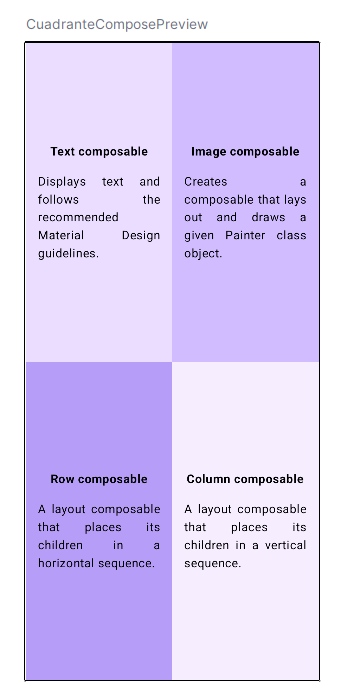 CuadranteComposePreview
Text composable
Displays text and
follows the
recommended
Material Design
guidelines.
Image composable
Creates a
composable that lays
out and draws a
given Painter class
object.
Row composable
A layout composable
that places its
children in a
horizontal sequence.
Column composable
A layout composable
that places its
children in a vertical
sequence.